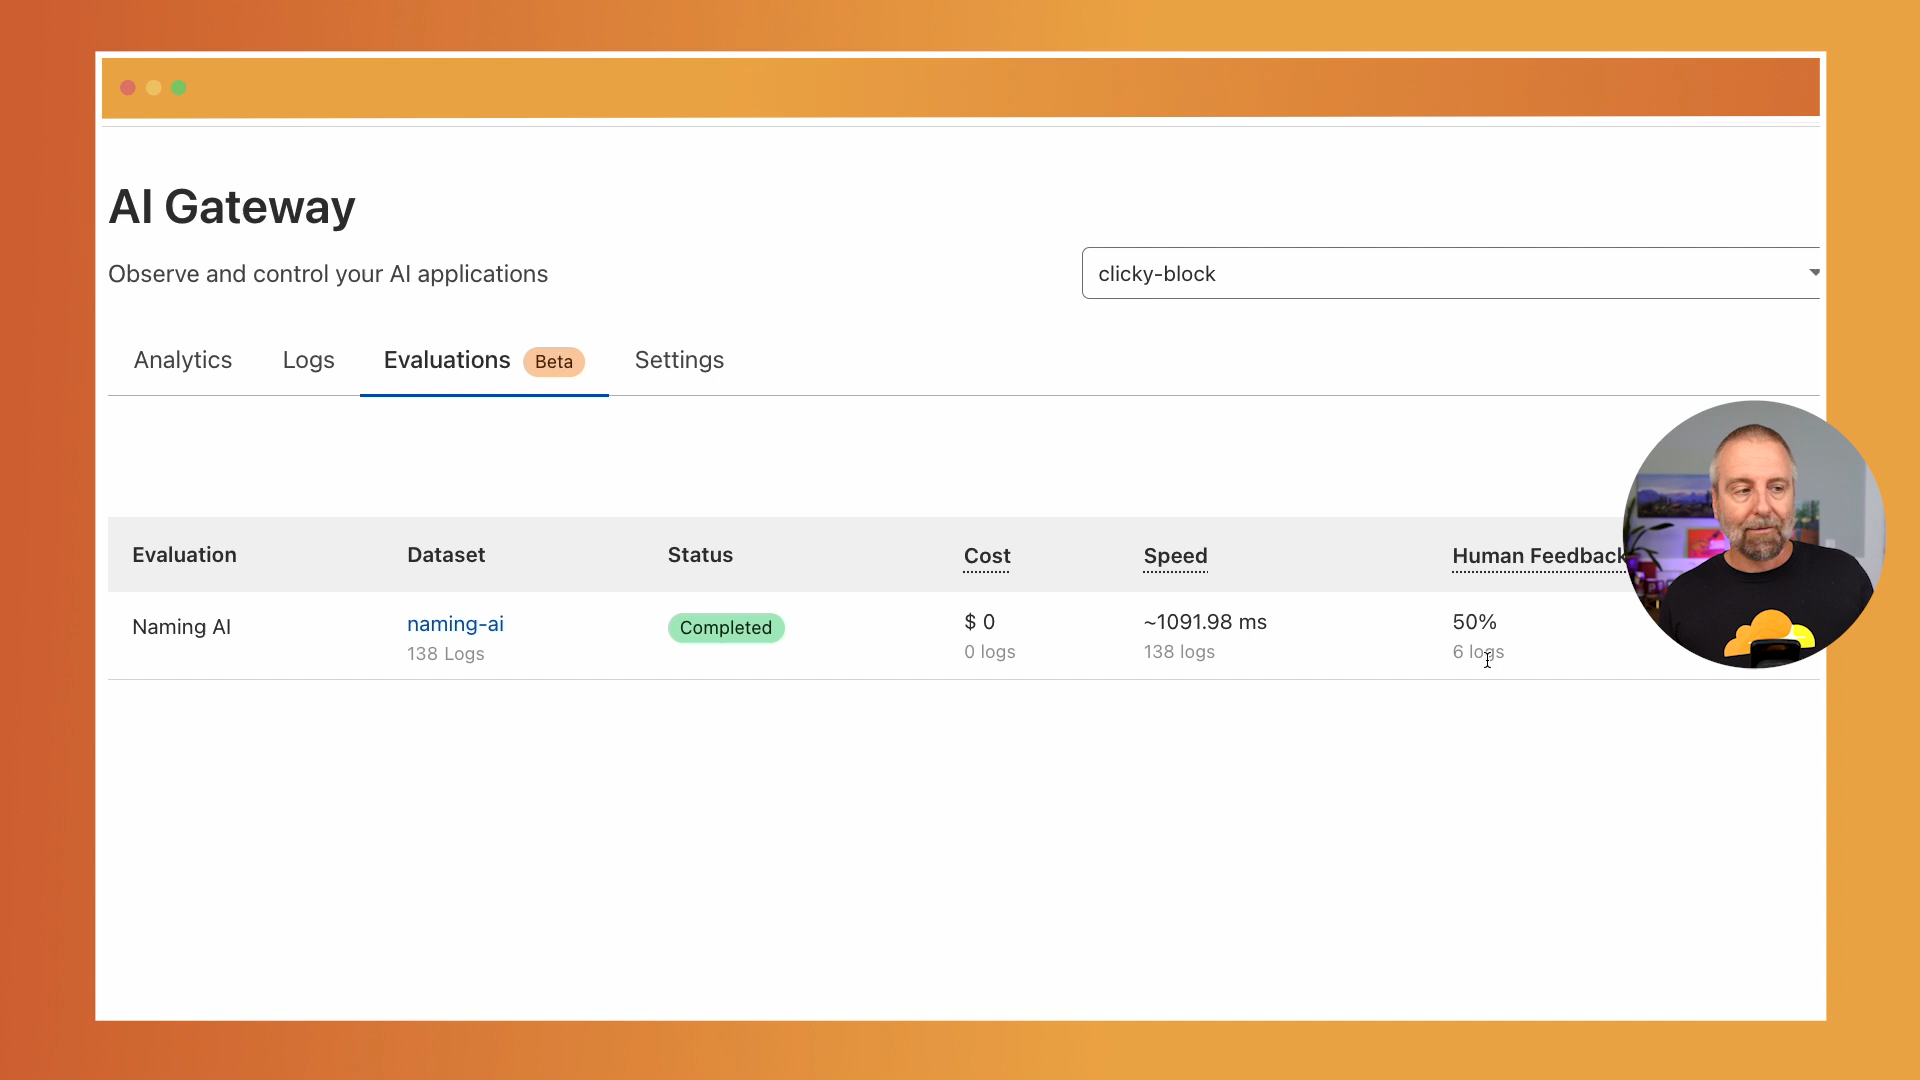 AI Gateway
Observe and control your AI applications
clicky-block
Analytics Logs Evaluations Beta Settings
Evaluation Dataset Status Cost Speed Human Feedback
Naming AI naming-ai Completed $ 0 ~1091.98 ms 50%
138 Logs 0 logs 138 logs 6 logs